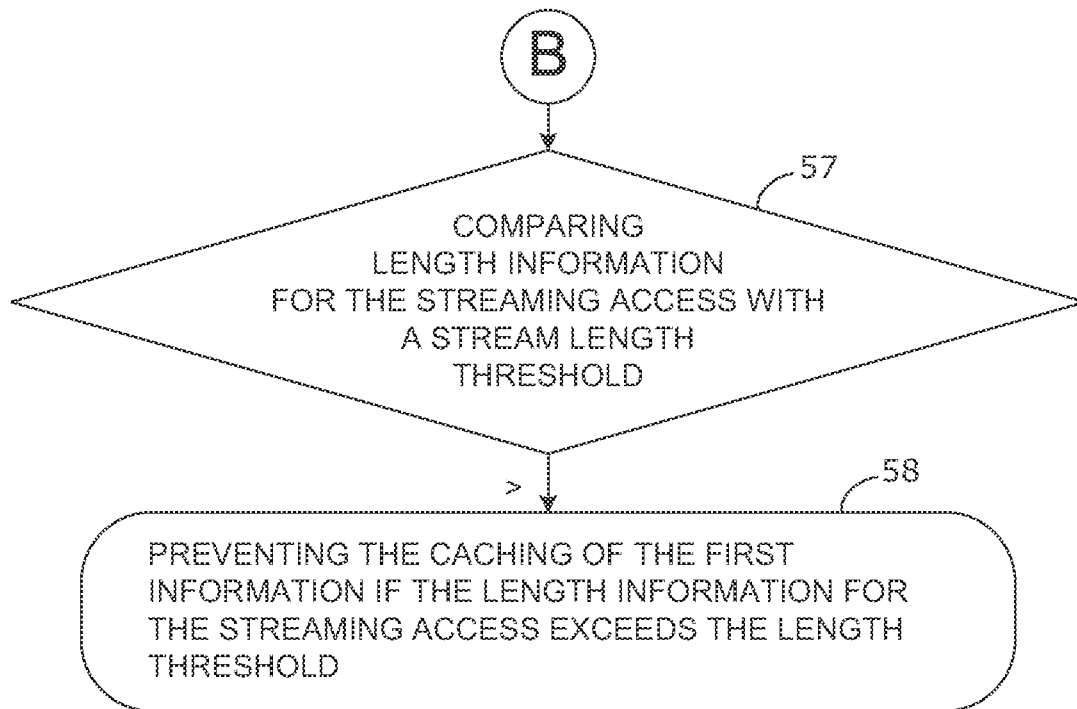 B
57
COMPARING
LENGTH INFORMATION
FOR THE STREAMING ACCESS WITH
A STREAM LENGTH
THRESHOLD
>
58
PREVENTING THE CACHING OF THE FIRST
INFORMATION IF THE LENGTH INFORMATION FOR
THE STREAMING ACCESS EXCEEDS THE LENGTH
THRESHOLD